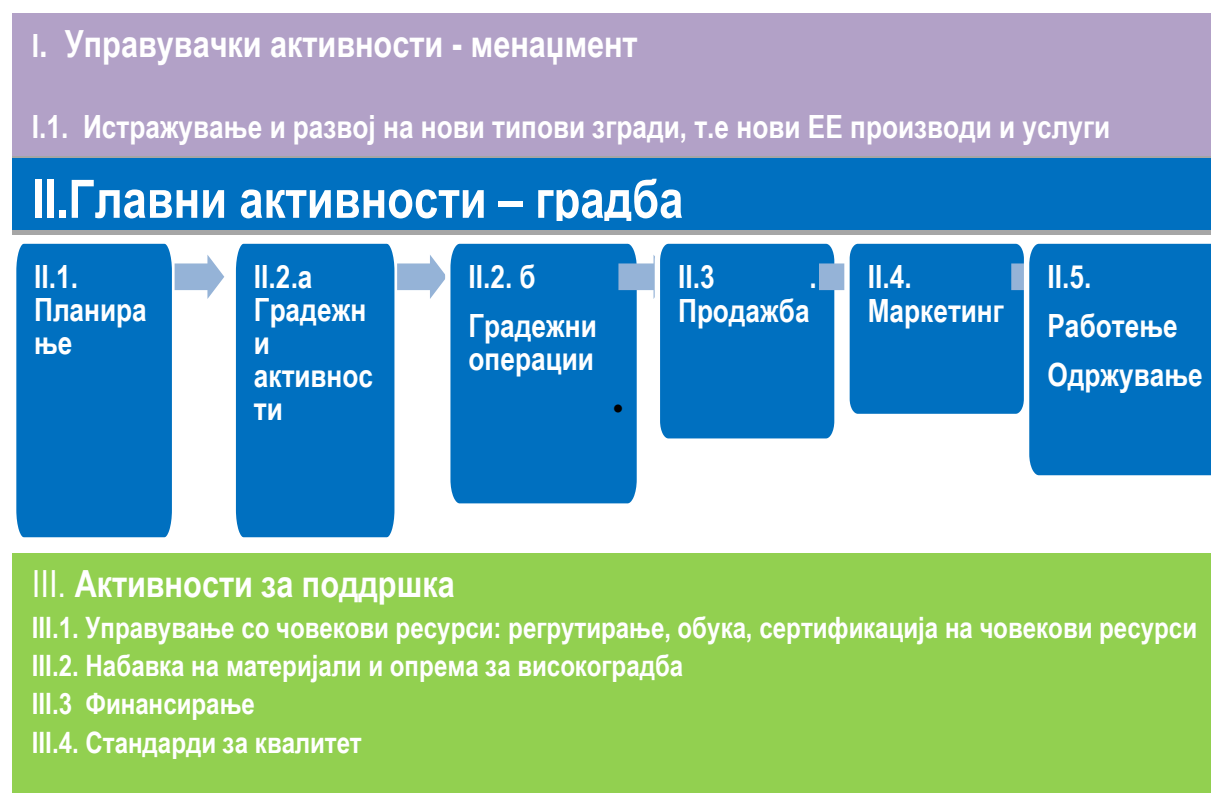 I. Управувачки активности - менаџмент
I.1. Истражување и развој на нови типови згради, т.е нови ЕЕ производи и услуги
II.Главни активности – градба
II.1.
Планира
ње
II.2.а
Градежн
и
активнос
ти
II.2. б
Градежни
операции
•
II.3 .
Продажба
II.4.
Маркетинг
II.5.
Работење
Одржување
III. Активности за поддршка
III.1. Управување со човекови ресурси: регрутирање, обука, сертификација на човекови ресурси
III.2. Набавка на материјали и опрема за високоградба
III.3 Финансирање
III.4. Стандарди за квалитет